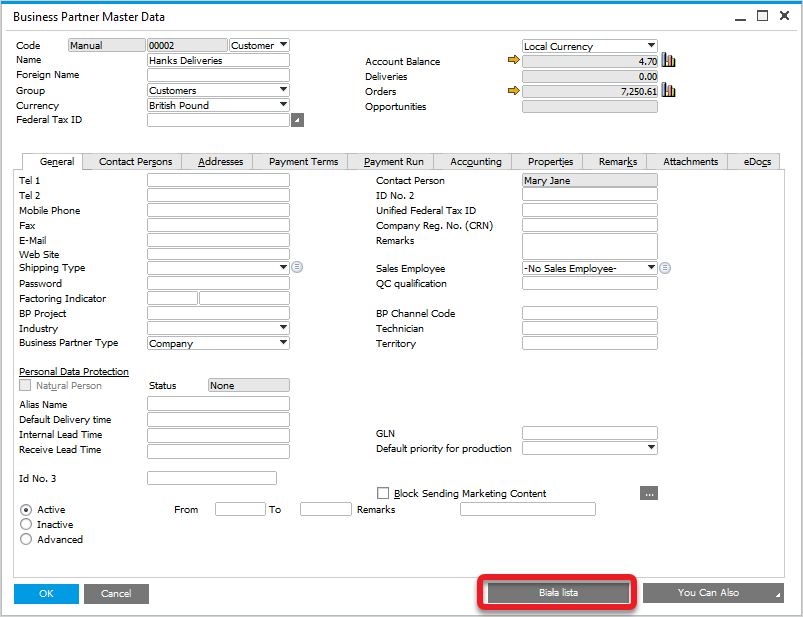 Business Partner Master Data
Code Manual 00002 Customer Local Currency
Name Hanks Deliveries Account Balance 4.70
Foreign Name Deliveries 0.00
Group Customers Orders 7,250.61
Currency British Pound Opportunities
Federal Tax ID
General Contact Persons Addresses Payment Terms Payment Run Accounting Properties Remarks Attachments eDocs
Tel 1 Contact Person Mary Jane
Tel 2 ID No. 2
Mobile Phone Unified Federal Tax ID
Fax Company Reg. No. (CRN)
E-Mail Remarks
Web Site
Shipping Type Sales Employee -No Sales Employee-
Password QC qualification
Factoring Indicator
BP Project BP Channel Code
Industry Technician
Business Partner Type Company Territory
Personal Data Protection
Natural Person Status None
Alias Name
Default Delivery time
Internal Lead Time GLN
Receive Lead Time Default priority for production
Id No. 3
Block Sending Marketing Content ...
Active From To Remarks
Inactive
Advanced
OK Cancel Biała lista You Can Also